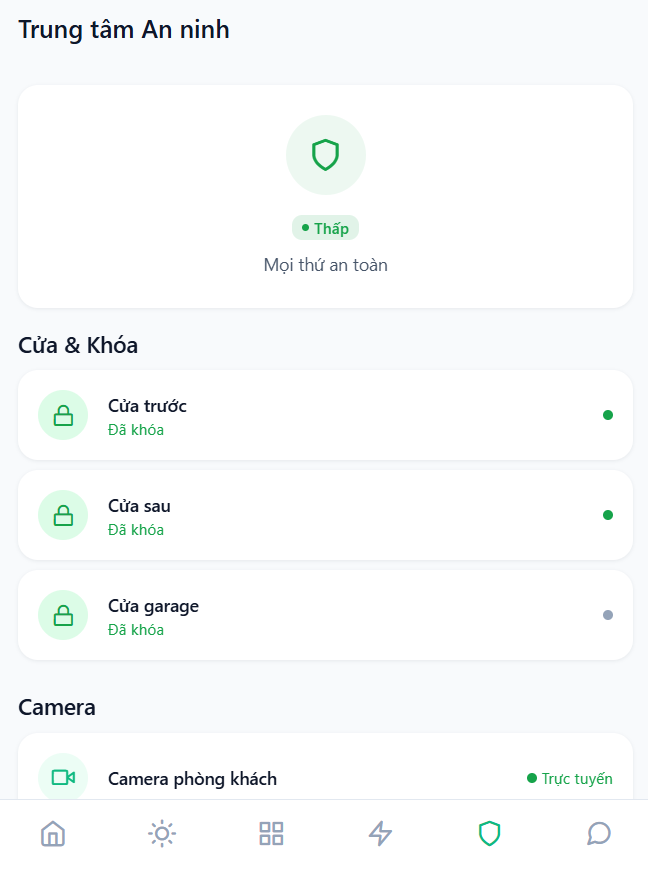 Trung tâm An ninh
Thấp
Mọi thứ an toàn
Cửa & Khóa
Cửa trước
Đã khóa
Cửa sau
Đã khóa
Cửa garage
Đã khóa
Camera
Camera phòng khách
Trực tuyến